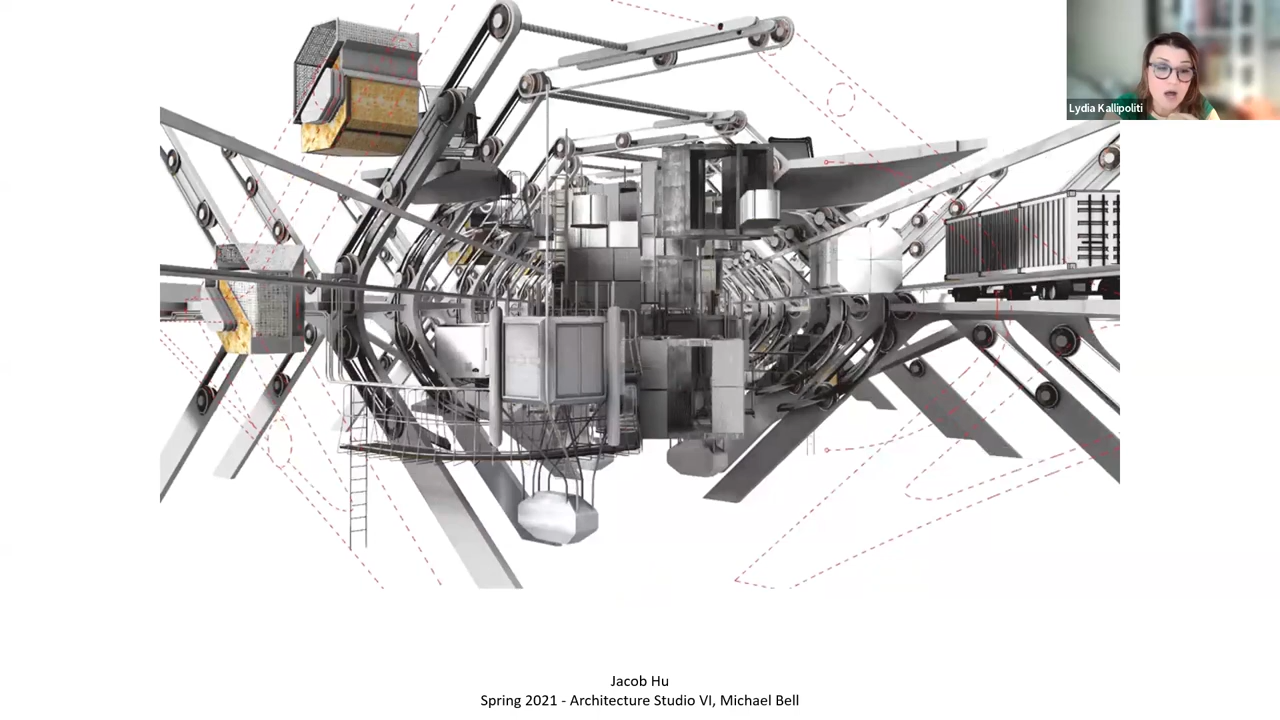 Lydia Kallipoliti
Jacob Hu
Spring 2021 - Architecture Studio VI, Michael Bell